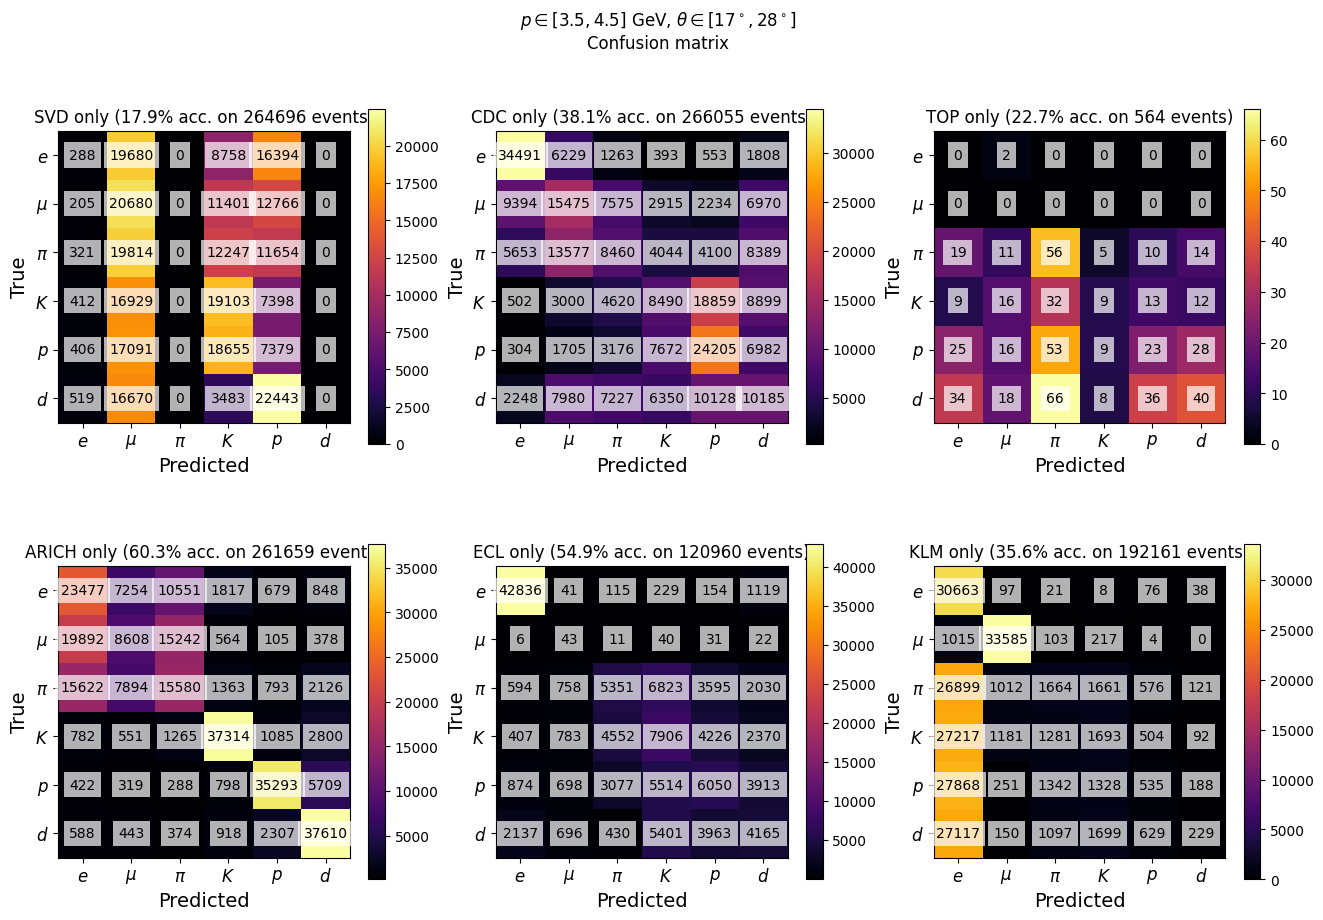 p ∈ [3.5, 4.5] GeV, θ ∈ [17°, 28°]
Confusion matrix
SVD only (17.9% acc. on 264696 events
True
e 288 19680 0 8758 16394 0
μ 205 20680 0 11401 12766 0
π 321 19814 0 12247 11654 0
K 412 16929 0 19103 7398 0
p 406 17091 0 18655 7379 0
d 519 16670 0 3483 22443 0
e μ π K p d
Predicted
20000
17500
15000
12500
10000
7500
5000
2500
0
CDC only (38.1% acc. on 266055 events
True
e 34491 6229 1263 393 553 1808
μ 9394 15475 7575 2915 2234 6970
π 5653 13577 8460 4044 4100 8389
K 502 3000 4620 8490 18859 8899
p 304 1705 3176 7672 24205 6982
d 2248 7980 7227 6350 10128 10185
e μ π K p d
Predicted
30000
25000
20000
15000
10000
5000
TOP only (22.7% acc. on 564 events)
True
e 0 2 0 0 0 0
μ 0 0 0 0 0 0
π 19 11 56 5 10 14
K 9 16 32 9 13 12
p 25 16 53 9 23 28
d 34 18 66 8 36 40
e μ π K p d
Predicted
60
50
40
30
20
10
0
ARICH only (60.3% acc. on 261659 event
True
e 23477 7254 10551 1817 679 848
μ 19892 8608 15242 564 105 378
π 15622 7894 15580 1363 793 2126
K 782 551 1265 37314 1085 2800
p 422 319 288 798 35293 5709
d 588 443 374 918 2307 37610
e μ π K p d
Predicted
35000
30000
25000
20000
15000
10000
5000
ECL only (54.9% acc. on 120960 events)
True
e 42836 41 115 229 154 1119
μ 6 43 11 40 31 22
π 594 758 5351 6823 3595 2030
K 407 783 4552 7906 4226 2370
p 874 698 3077 5514 6050 3913
d 2137 696 430 5401 3963 4165
e μ π K p d
Predicted
40000
35000
30000
25000
20000
15000
10000
5000
KLM only (35.6% acc. on 192161 events
True
e 30663 97 21 8 76 38
μ 1015 33585 103 217 4 0
π 26899 1012 1664 1661 576 121
K 27217 1181 1281 1693 504 92
p 27868 251 1342 1328 535 188
d 27117 150 1097 1699 629 229
e μ π K p d
Predicted
30000
25000
20000
15000
10000
5000
0